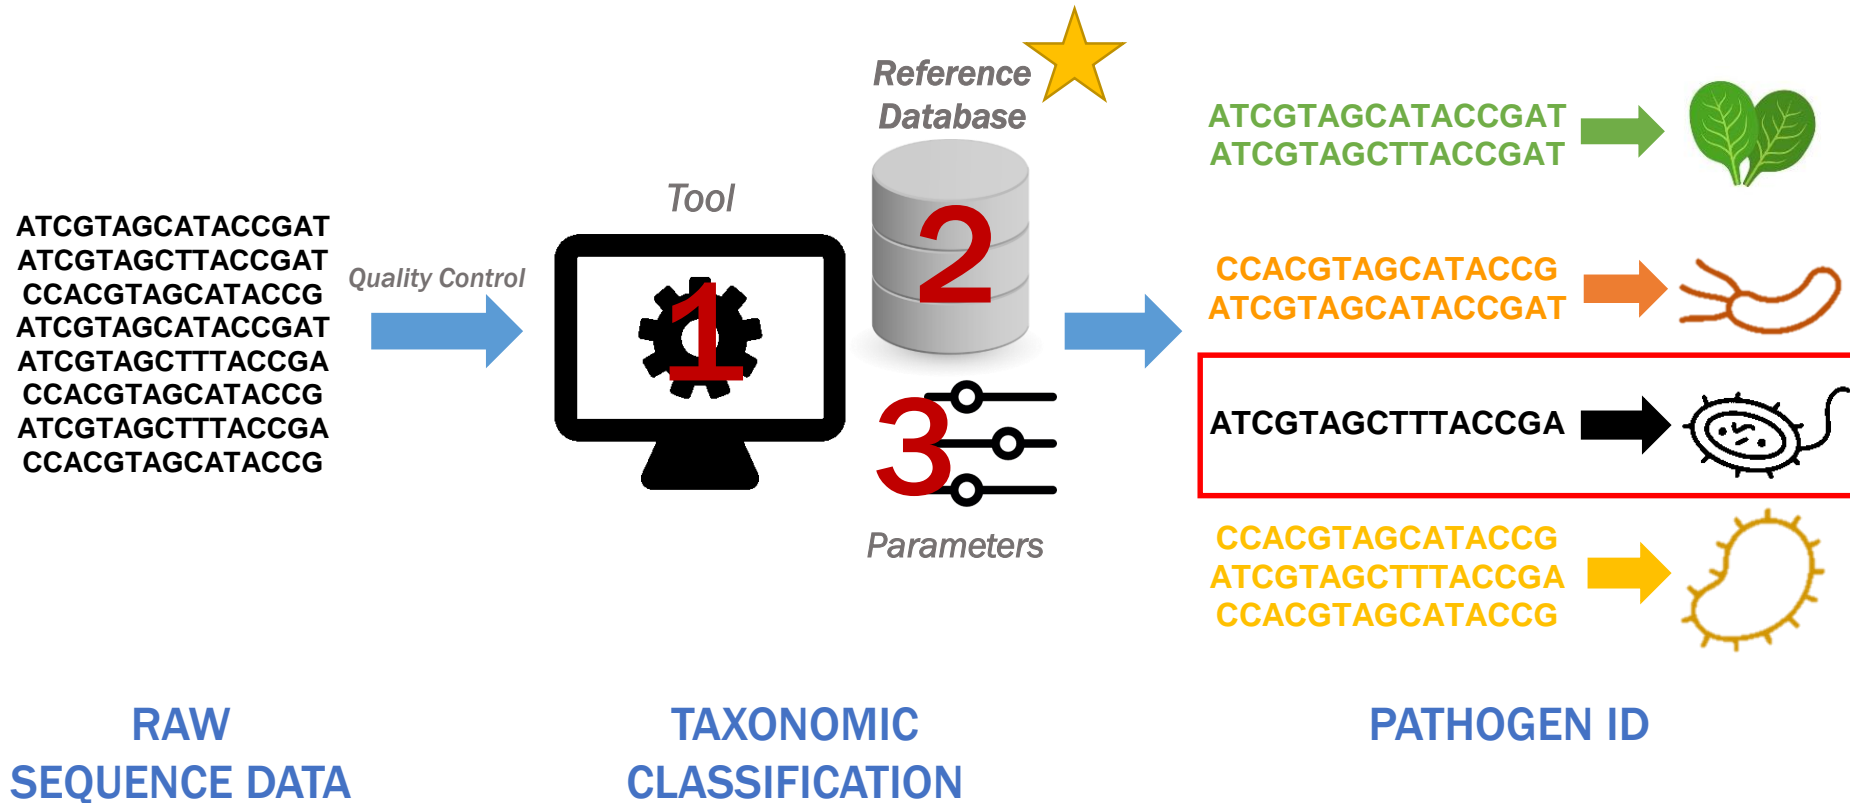 ATCGTAGCATACCGAT
ATCGTAGCTTACCGAT
CCACGTAGCATACCG
ATCGTAGCATACCGAT
ATCGTAGCTTTACCGA
CCACGTAGCATACCG
ATCGTAGCTTTACCGA
CCACGTAGCATACCG
Quality Control
Tool
1
Reference
Database
2
3
Parameters
ATCGTAGCATACCGAT
ATCGTAGCTTACCGAT
CCACGTAGCATACCG
ATCGTAGCATACCGAT
ATCGTAGCTTTACCGA
CCACGTAGCATACCG
ATCGTAGCTTTACCGA
CCACGTAGCATACCG
RAW
SEQUENCE DATA
TAXONOMIC
CLASSIFICATION
PATHOGEN ID